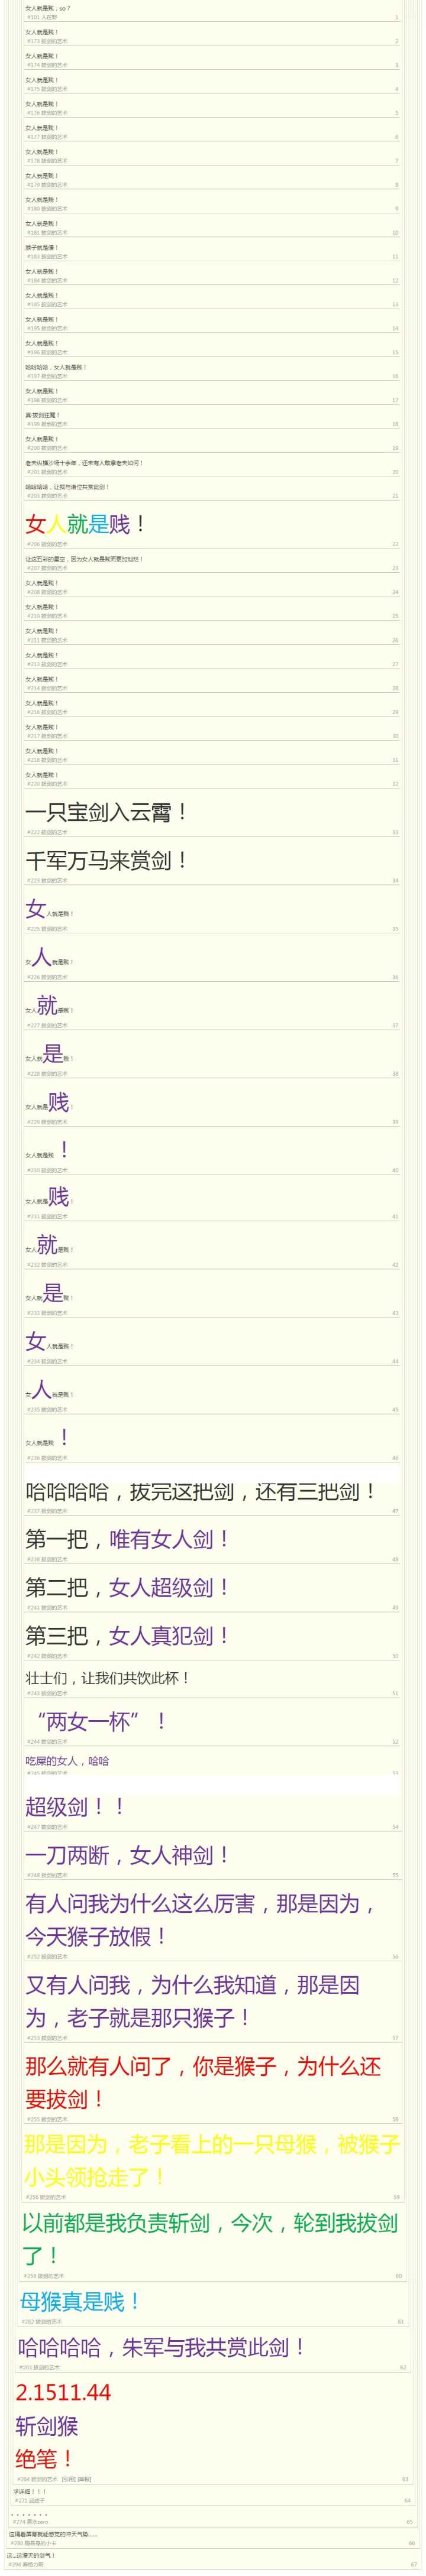 女人就是贱，so？
#101 人在野 1
女人就是贱！
#173 拔剑的艺术 2
女人就是贱！
#174 拔剑的艺术 3
女人就是贱！
#175 拔剑的艺术 4
女人就是贱！
#176 拔剑的艺术 5
女人就是贱！
#177 拔剑的艺术 6
女人就是贱！
#178 拔剑的艺术 7
女人就是贱！
#179 拔剑的艺术 8
女人就是贱！
#180 拔剑的艺术 9
女人就是贱！
#181 拔剑的艺术 10
猴子就是傻！
#183 拔剑的艺术 11
女人就是贱！
#184 拔剑的艺术 12
女人就是贱！
#185 拔剑的艺术 13
女人就是贱！
#195 拔剑的艺术 14
女人就是贱！
#196 拔剑的艺术 15
哈哈哈哈，女人就是贱！
#197 拔剑的艺术 16
女人就是贱！
#198 拔剑的艺术 17
真·拔剑狂魔！
#199 拔剑的艺术 18
女人就是贱！
#200 拔剑的艺术 19
老夫纵横沙场十余年，还未有人敢拿老夫如何！
#201 拔剑的艺术 20
哈哈哈哈，让我与诸位共赏此剑！
#203 拔剑的艺术 21
女人就是贱！
#206 拔剑的艺术 22
让这五彩的星空，因为女人就是贱而更加灿烂！
#207 拔剑的艺术 23
女人就是贱！
#208 拔剑的艺术 24
女人就是贱！
#210 拔剑的艺术 25
女人就是贱！
#211 拔剑的艺术 26
女人就是贱！
#213 拔剑的艺术 27
女人就是贱！
#214 拔剑的艺术 28
女人就是贱！
#216 拔剑的艺术 29
女人就是贱！
#217 拔剑的艺术 30
女人就是贱！
#218 拔剑的艺术 31
女人就是贱！
#220 拔剑的艺术 32
一只宝剑入云霄！
#222 拔剑的艺术 33
千军万马来赏剑！
#223 拔剑的艺术 34
女人就是贱！
#225 拔剑的艺术 35
女人就是贱！
#226 拔剑的艺术 36
女人就是贱！
#227 拔剑的艺术 37
女人就是贱！
#228 拔剑的艺术 38
女人就是贱！
#229 拔剑的艺术 39
女人就是贱！
#230 拔剑的艺术 40
女人就是贱！
#231 拔剑的艺术 41
女人就是贱！
#232 拔剑的艺术 42
女人就是贱！
#233 拔剑的艺术 43
女人就是贱！
#234 拔剑的艺术 44
女人就是贱！
#235 拔剑的艺术 45
女人就是贱！
#236 拔剑的艺术 46
哈哈哈哈，拔完这把剑，还有三把剑！
#237 拔剑的艺术 47
第一把，唯有女人剑！
#238 拔剑的艺术 48
第二把，女人超级剑！
#241 拔剑的艺术 49
第三把，女人真犯剑！
#242 拔剑的艺术 50
壮士们，让我们共饮此杯！
#243 拔剑的艺术 51
“两女一杯”！
#244 拔剑的艺术 52
吃屎的女人，哈哈
#245 拔剑的艺术 53
超级剑！！
#247 拔剑的艺术 54
一刀两断，女人神剑！
#248 拔剑的艺术 55
有人问我为什么这么厉害，那是因为，
今天猴子放假！
#252 拔剑的艺术 56
又有人问我，为什么我知道，那是因
为，老子就是那只猴子！
#253 拔剑的艺术 57
那么就有人问了，你是猴子，为什么还
要拔剑！
#255 拔剑的艺术 58
那是因为，老子看上的一只母猴，被猴子
小头领抢走了！
#256 拔剑的艺术 59
以前都是我负责斩剑，今次，轮到我拔剑
了！
#258 拔剑的艺术 60
母猴真是贱！
#262 拔剑的艺术 61
哈哈哈哈，朱军与我共赏此剑！
#263 拔剑的艺术 62
2.1511.44
斩剑猴
绝笔！
#264 拔剑的艺术 [引用] [举报] 63
求详细！！！
#271 64
.......
#274 65
这隔着屏幕我能感觉的冲天气势……
#280 66
这...这漫天的剑气！
#294 67